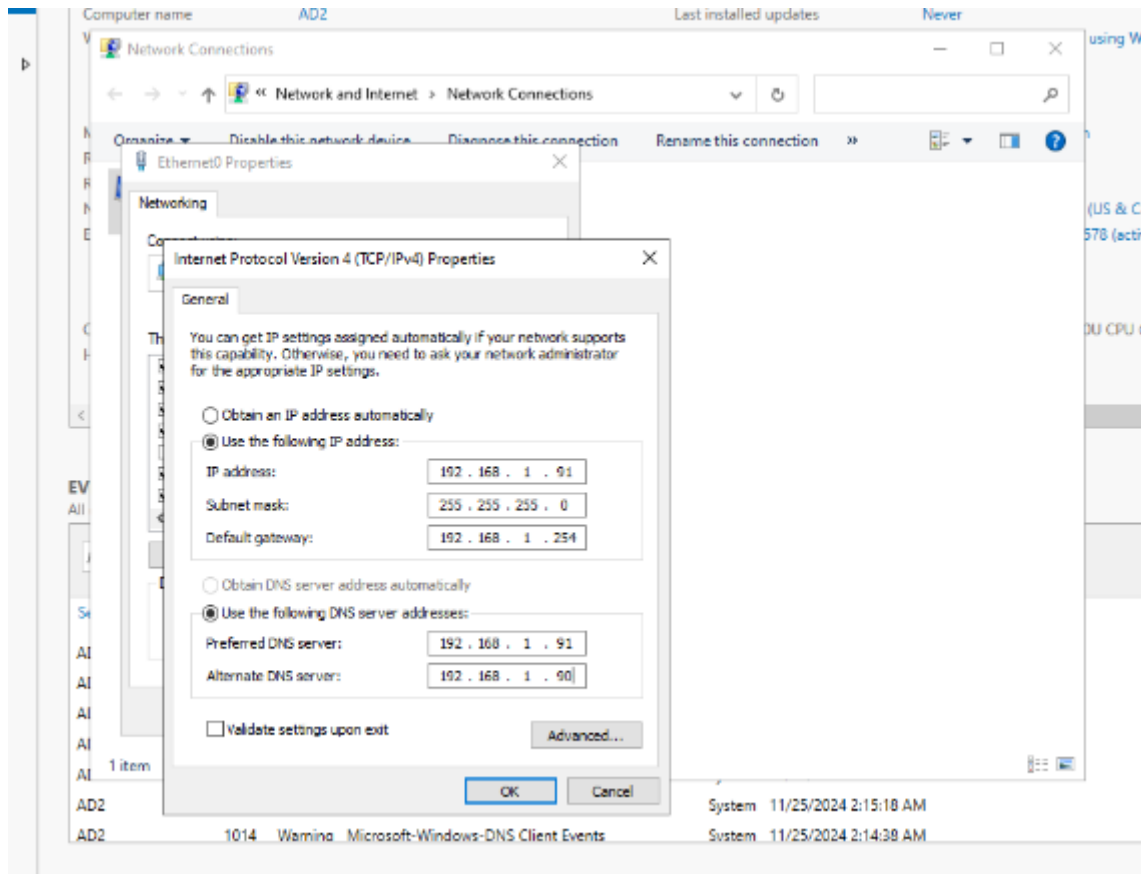 Computer name AD2 Last installed updates Never
Network Connections
using W
Network and Internet > Network Connections
Organize Disable this network device Diagnose this connection Rename this connection »
Ethernet0 Properties
Networking
(US & C
578 (acti
Internet Protocol Version 4 (TCP/IPv4) Properties
General
You can get IP settings assigned automatically if your network supports
this capability. Otherwise, you need to ask your network administrator
for the appropriate IP settings.
Obtain an IP address automatically
Use the following IP address:
IP address: 192 . 168 . 1 . 91
Subnet mask: 255 . 255 . 255 . 0
Default gateway: 192 . 168 . 1 . 254
Obtain DNS server address automatically
Use the following DNS server addresses:
Preferred DNS server: 192 . 168 . 1 . 91
Alternate DNS server: 192 . 168 . 1 . 90
Validate settings upon exit
Advanced...
1 item
OK Cancel
EV
All
AD2 System 11/25/2024 2:15:18 AM
AD2 1014 Warning Microsoft-Windows-DNS Client Events System 11/25/2024 2:14:38 AM